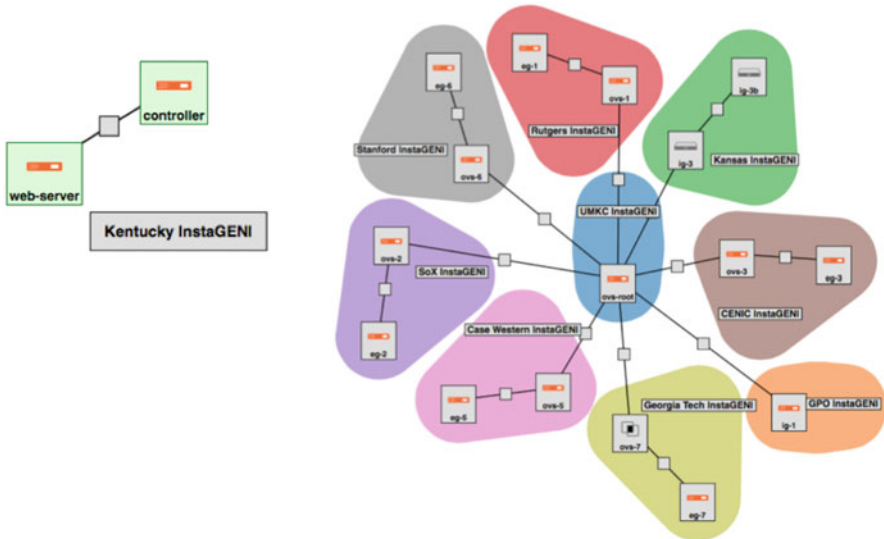 controller
web-server
Kentucky InstaGENI
eg-6
Stanford InstaGENI
ovs-6
eg-1
ovs-1
Rutgers InstaGENI
ig-3b
ig-3
Kansas InstaGENI
UMKC InstaGENI
ovs-root
ovs-2
SoX InstaGENI
eg-2
ovs-3
eg-3
CENIC InstaGENI
Case Western InstaGENI
eg-5
ovs-5
Georgia Tech InstaGENI
ovs-7
eg-7
GPO InstaGENI
ig-1